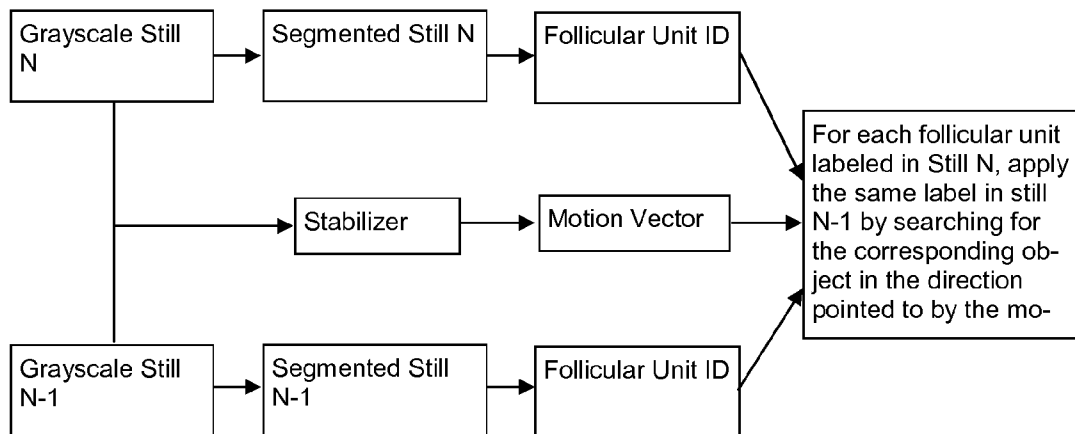 Grayscale Still
N
Segmented Still N
Follicular Unit ID
For each follicular unit
labeled in Still N, apply
the same label in still
N-1 by searching for
the corresponding ob-
ject in the direction
pointed to by the mo-
Stabilizer
Motion Vector
Grayscale Still
N-1
Segmented Still
N-1
Follicular Unit ID